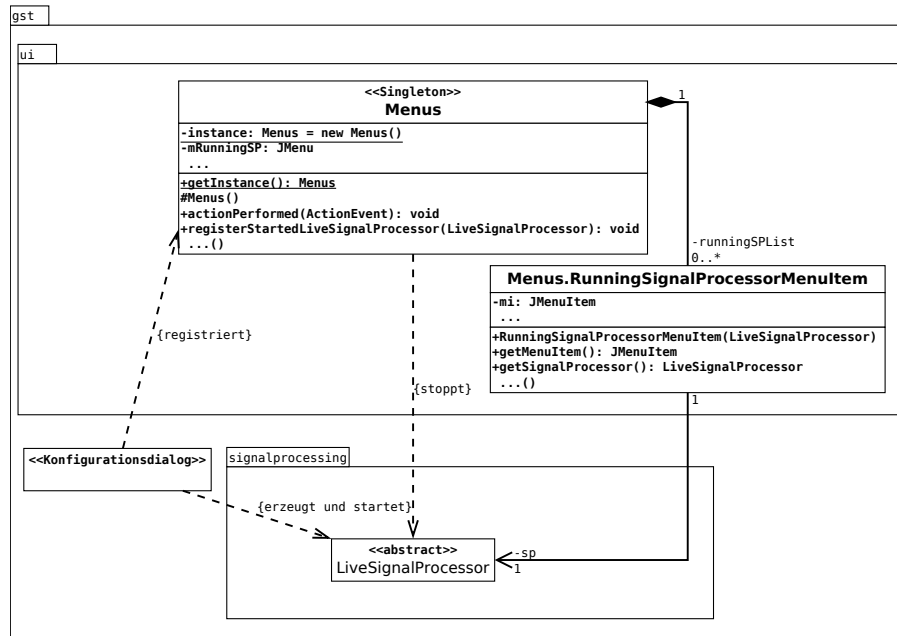 gst
ui
<<Singleton>>
Menus
1
-instance: Menus = new Menus()
-mRunningSP: JMenu
...
+getInstance(): Menus
#Menus()
+actionPerformed(ActionEvent): void
+registerStartedLiveSignalProcessor(LiveSignalProcessor): void
...()
-runningSPList
0..*
Menus.RunningSignalProcessorMenuItem
-mi: JMenuItem
...
+RunningSignalProcessorMenuItem(LiveSignalProcessor)
+getMenuItem(): JMenuItem
+getSignalProcessor(): LiveSignalProcessor
...()
{registriert}
{stoppt}
1
<<Konfigurationsdialog>>
signalprocessing
{erzeugt und startet}
<<abstract>>
LiveSignalProcessor
-sp
1